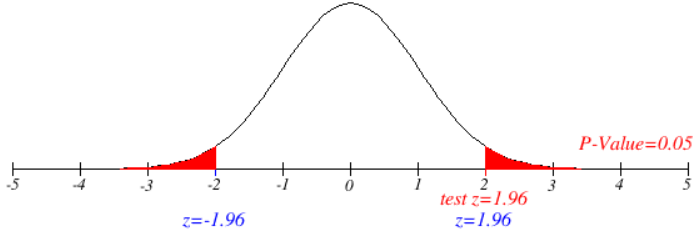 P-Value=0.05
-5 -4 -3 -2 -1 0 1 2 3 4 5
test z=1.96
z=-1.96 z=1.96